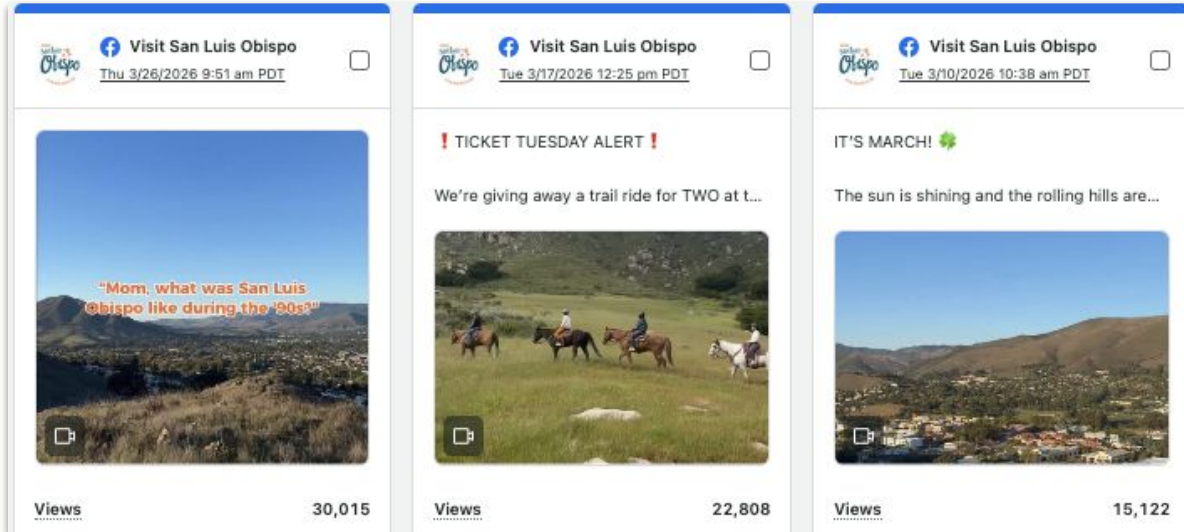 Visit San Luis Obispo
Thu 3/26/2026 9:51 am PDT
"Mom, what was San Luis
Obispo like during the '90s?"
Views 30,015
Visit San Luis Obispo
Tue 3/17/2026 12:25 pm PDT
❗TICKET TUESDAY ALERT❗
We're giving away a trail ride for TWO at t...
Views 22,808
Visit San Luis Obispo
Tue 3/10/2026 10:38 am PDT
IT'S MARCH! 🍀
The sun is shining and the rolling hills are...
Views 15,122